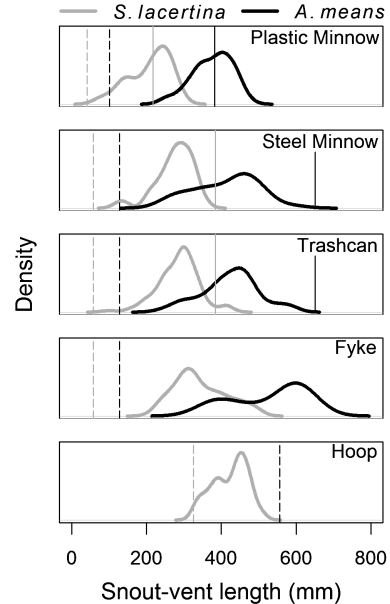 S. lacertina A. means
Plastic Minnow
Steel Minnow
Trashcan
Fyke
Hoop
Density
0 200 400 600 800
Snout-vent length (mm)